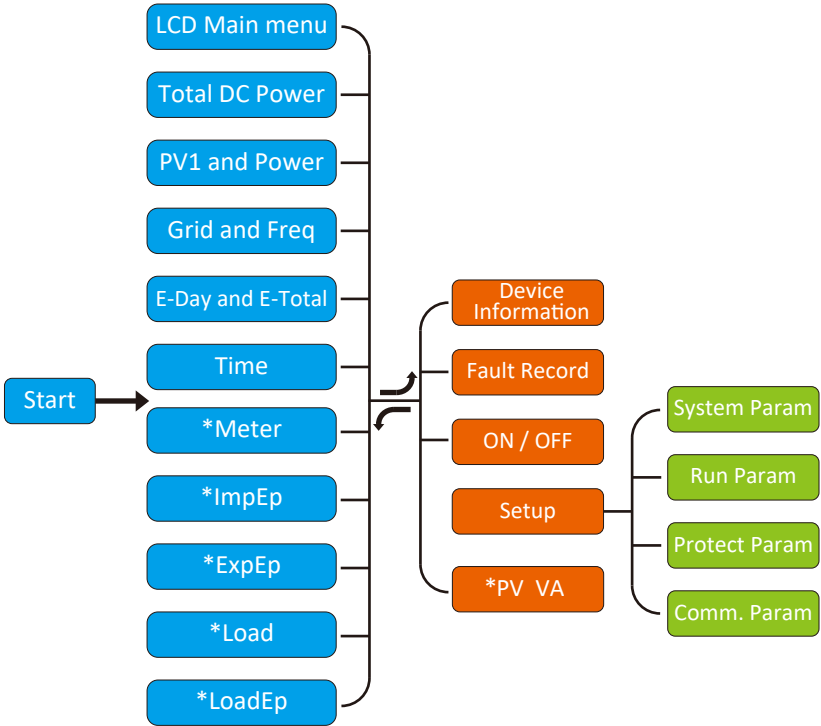 Start
LCD Main menu
Total DC Power
PV1 and Power
Grid and Freq
E-Day and E-Total
Time
*Meter
*ImpEp
*ExpEp
*Load
*LoadEp
Device
Information
Fault Record
ON / OFF
Setup
*PV VA
System Param
Run Param
Protect Param
Comm. Param